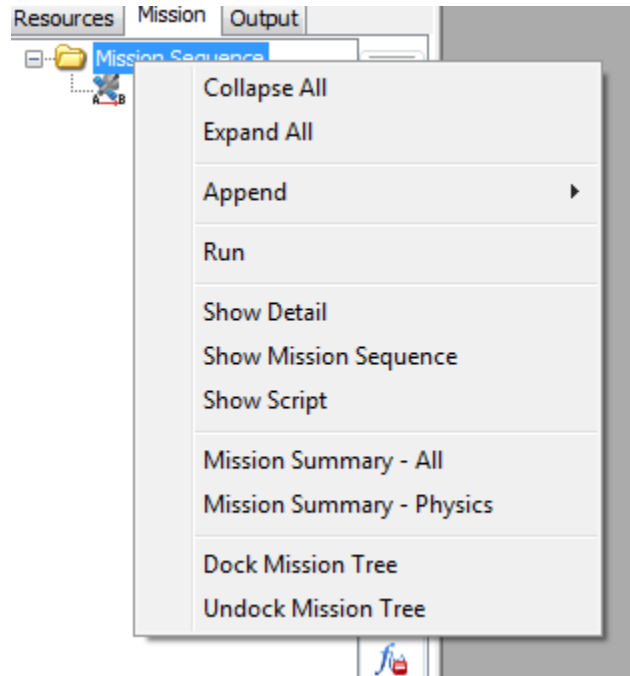 Resources Mission Output
Mission Sequence
A B
Collapse All
Expand All
Append
Run
Show Detail
Show Mission Sequence
Show Script
Mission Summary - All
Mission Summary - Physics
Dock Mission Tree
Undock Mission Tree